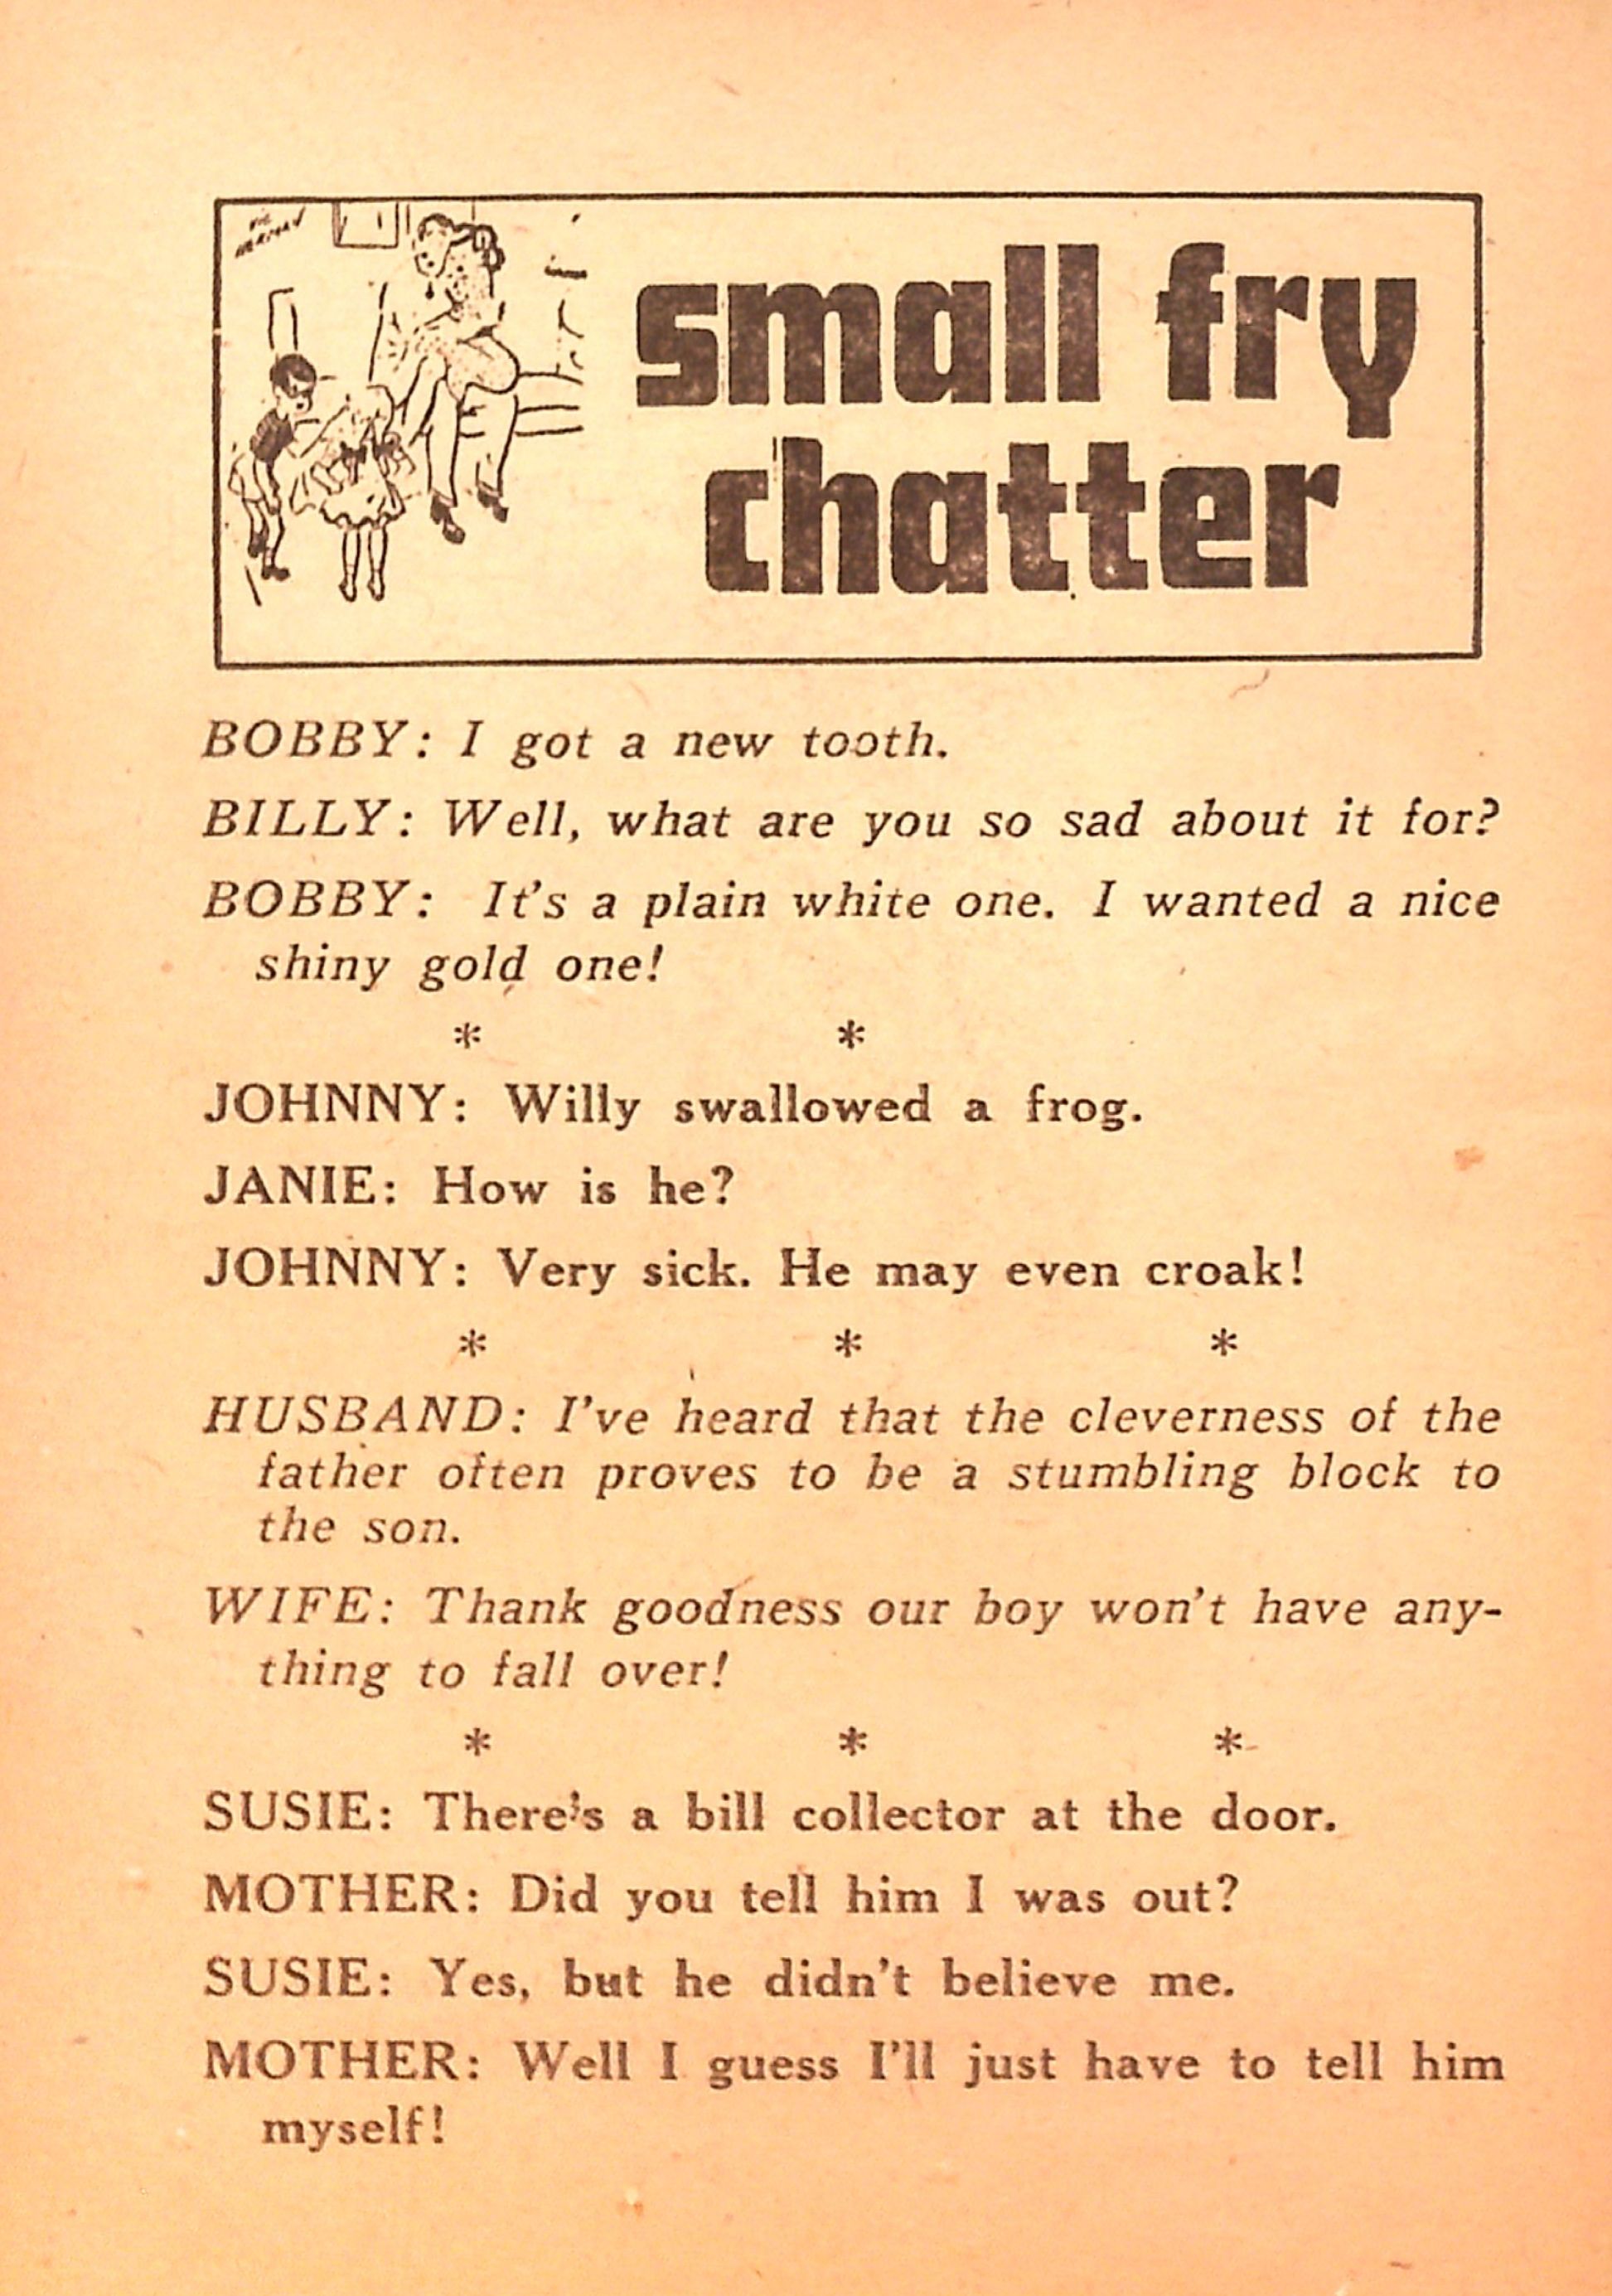 small fry
chatter
BOBBY: I got a new tooth.
BILLY: Well, what are you so sad about it for?
BOBBY: It's a plain white one. I wanted a nice
shiny gold one!
* *
JOHNNY: Willy swallowed a frog.
JANIE: How is he?
JOHNNY: Very sick. He may even croak!
* * *
HUSBAND: I've heard that the cleverness of the
father often proves to be a stumbling block to
the son.
WIFE: Thank goodness our boy won't have any-
thing to fall over!
* * *
SUSIE: There's a bill collector at the door.
MOTHER: Did you tell him I was out?
SUSIE: Yes, but he didn't believe me.
MOTHER: Well I guess I'll just have to tell him
myself!